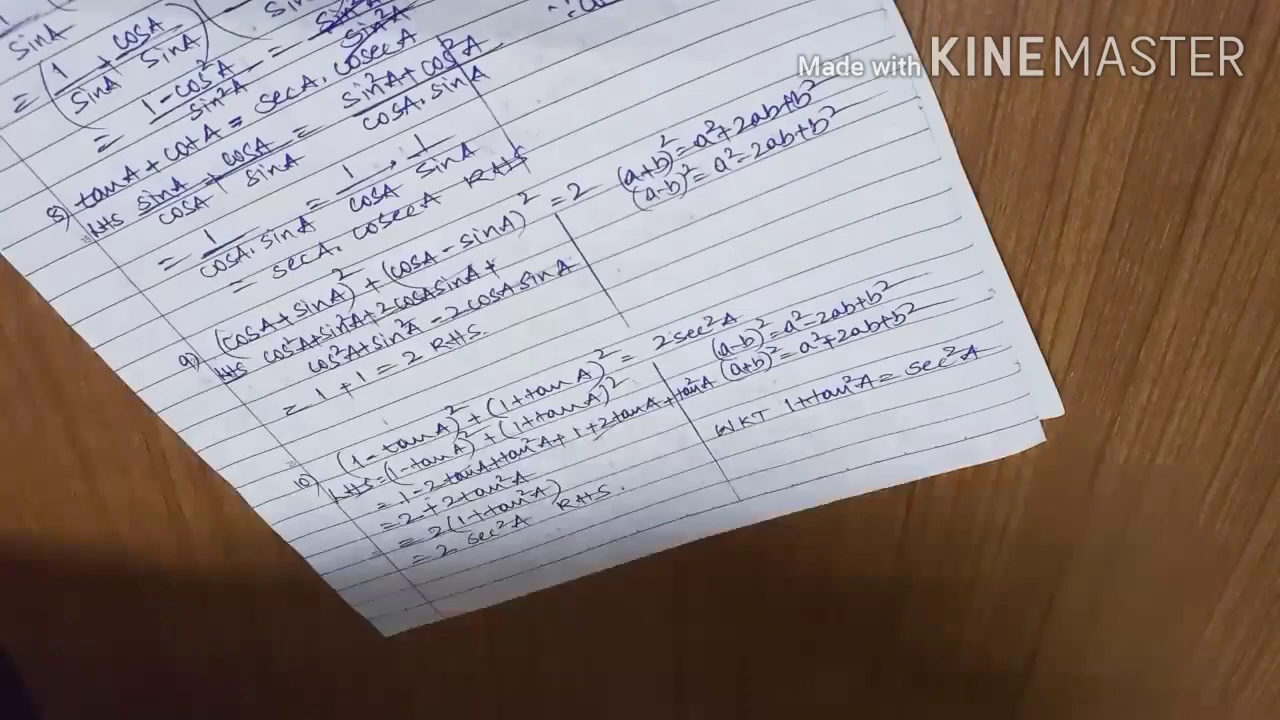 Made with KINEMASTER
sinA
= (1/sinA + cosA/sinA)
= 1-cos²A/sin²A = sin²A/sin²A
8) tanA + cotA = secA. cosecA
LHS sinA/cosA + cosA/sinA = sin²A + cos²A/cosA. sinA
= 1/cosA. sinA = 1/cosA . 1/sinA
= secA. cosecA RHS
9) (cosA + sinA)² + (cosA - sinA)² = 2
(a+b)² = a²+2ab+b²
(a-b)² = a²-2ab+b²
LHS cos²A+sin²A+2cosAsinA+
cos²A+sin²A-2cosAsinA
= 1 + 1 = 2 RHS.
10) (1-tanA)² + (1+tanA)² = 2sec²A
(a-b)² = a²-2ab+b²
(a+b)² = a²+2ab+b²
LHS = (1-tanA)² + (1+tanA)²
= 1-2tanA+tan²A+1+2tanA+tan²A
WKT 1+tan²A = sec²A
= 2+2tan²A
= 2(1+tan²A)
= 2 sec²A RHS.